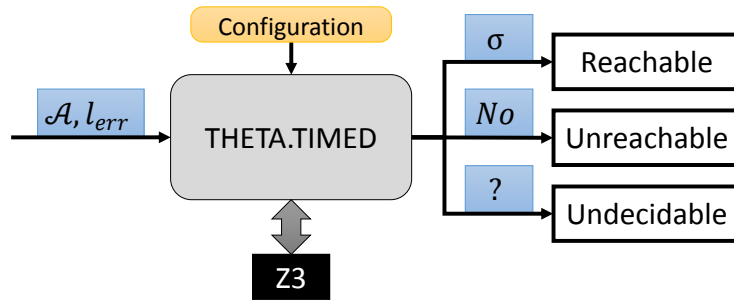 Configuration
𝒜, l_err
THETA.TIMED
Z3
σ
Reachable
No
Unreachable
?
Undecidable